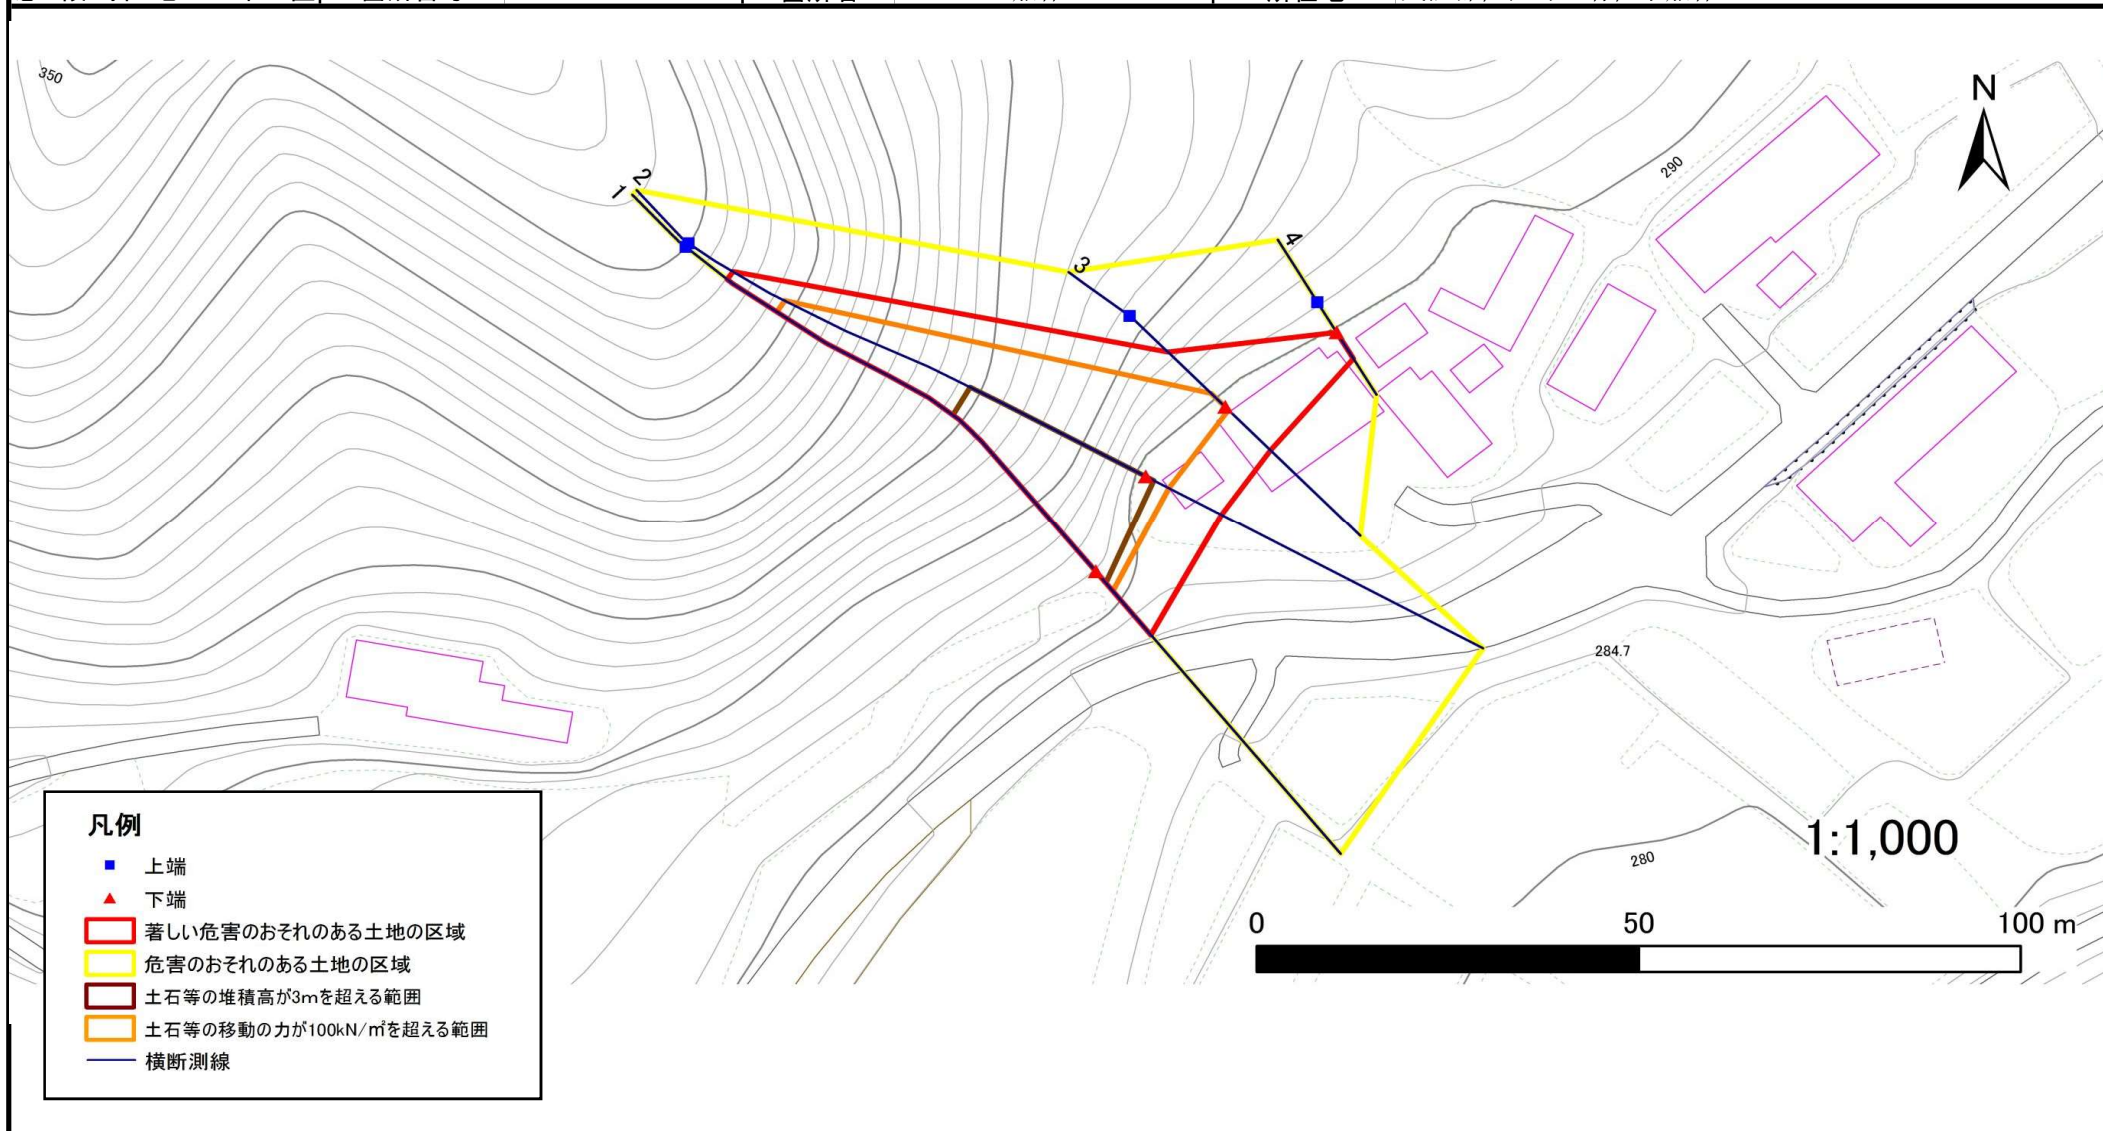 350
290
N
2
1
3
4
284.7
280
1:1,000
0 50 100 m
凡例
上端
下端
著しい危害のおそれのある土地の区域
危害のおそれのある土地の区域
土石等の堆積高が3mを超える範囲
土石等の移動の力が100kN/㎡を超える範囲
横断測線